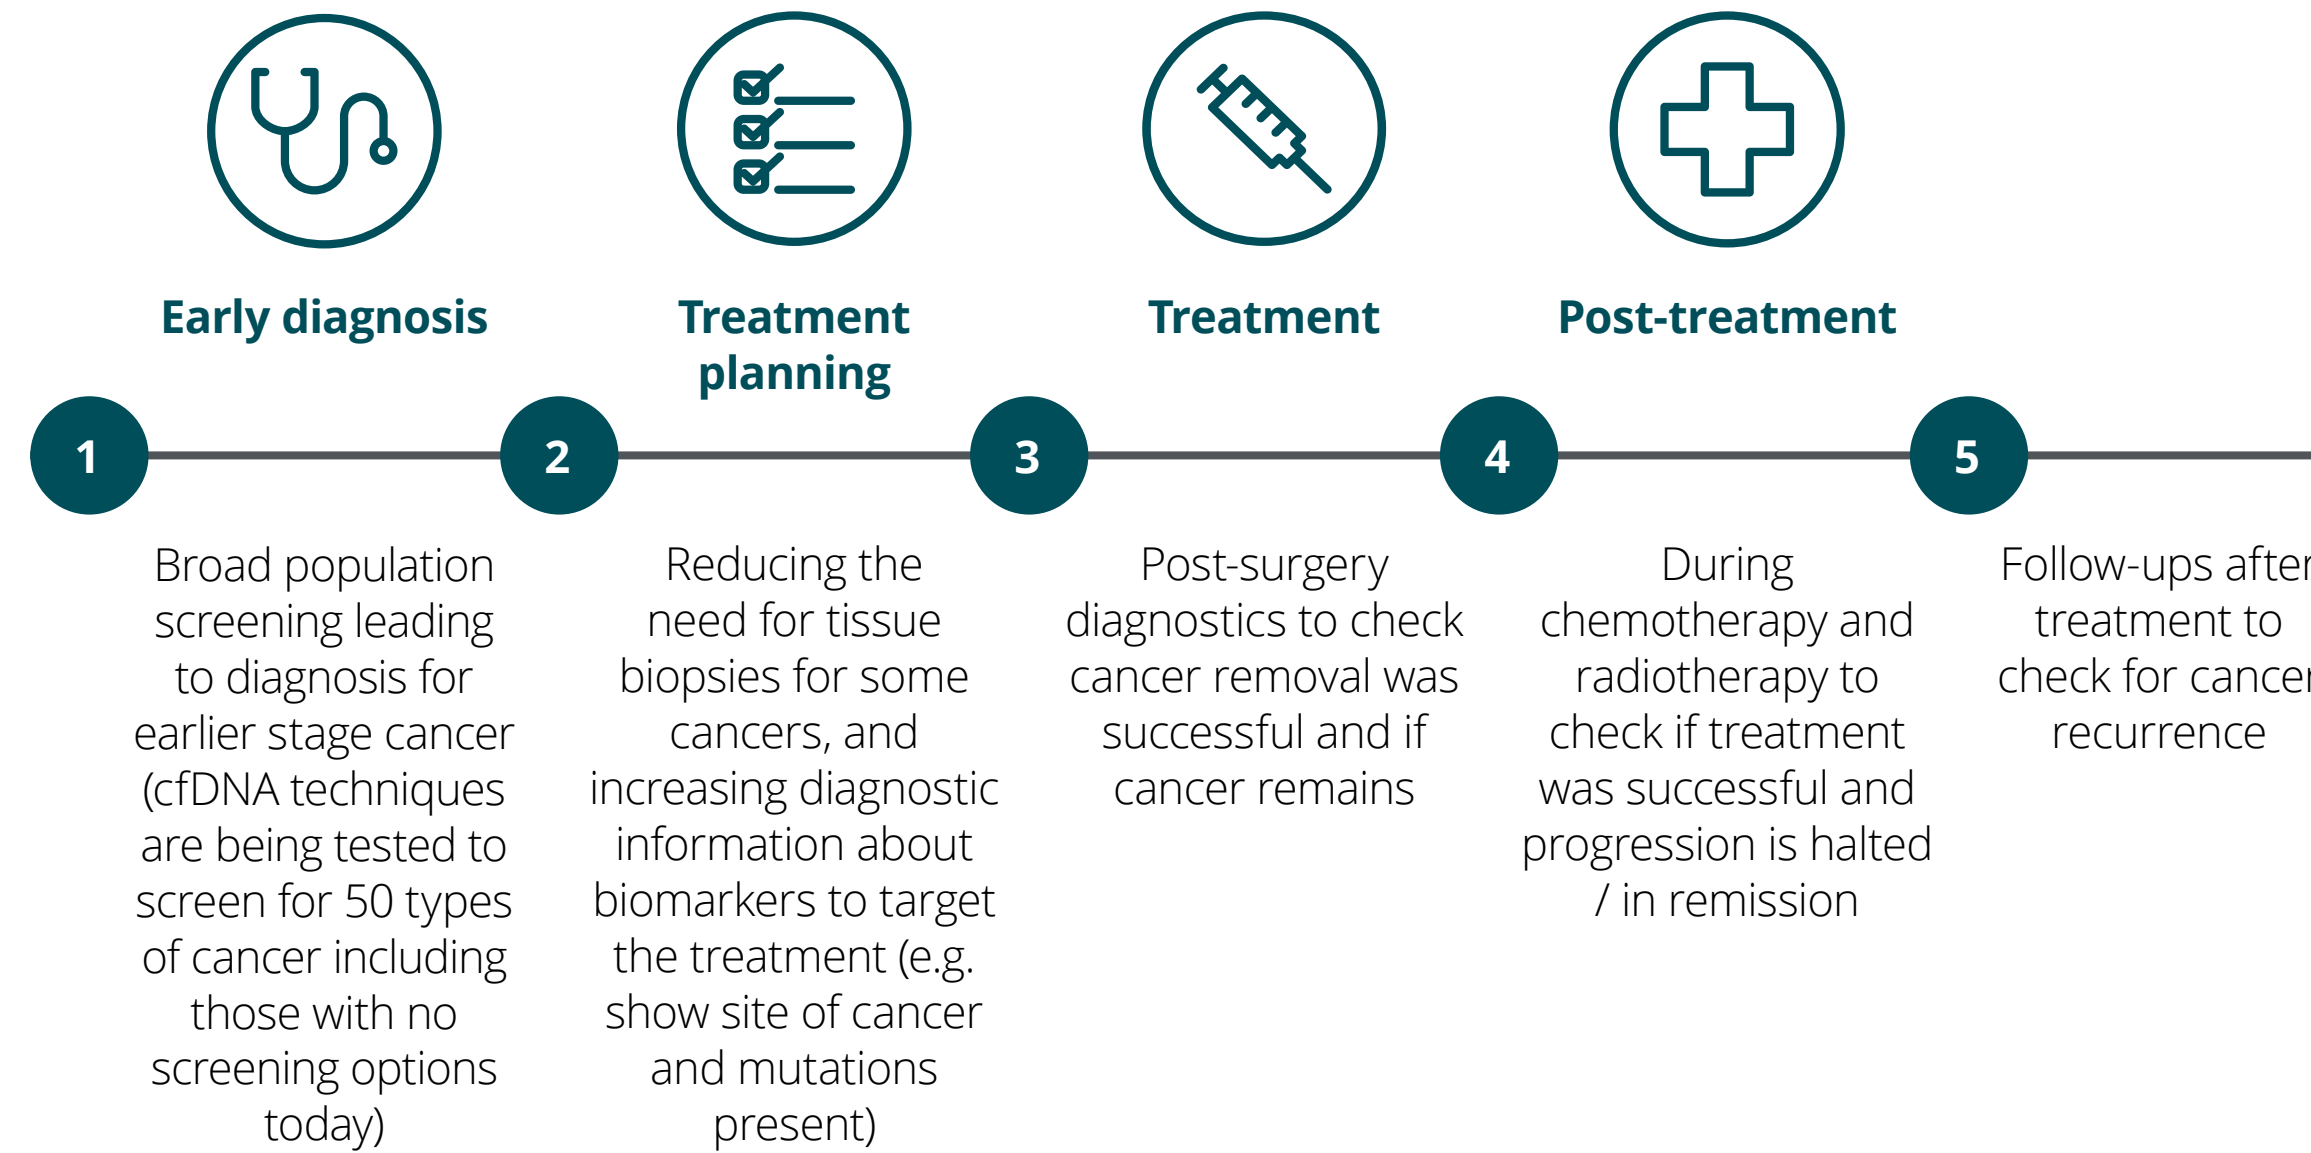 Early diagnosis
Treatment
planning
Treatment
Post-treatment
1
2
3
4
5
Broad population
screening leading
to diagnosis for
earlier stage cancer
(cfDNA techniques
are being tested to
screen for 50 types
of cancer including
those with no
screening options
today)
Reducing the
need for tissue
biopsies for some
cancers, and
increasing diagnostic
information about
biomarkers to target
the treatment (e.g.
show site of cancer
and mutations
present)
Post-surgery
diagnostics to check
cancer removal was
successful and if
cancer remains
During
chemotherapy and
radiotherapy to
check if treatment
was successful and
progression is halted
/ in remission
Follow-ups after
treatment to
check for cancer
recurrence